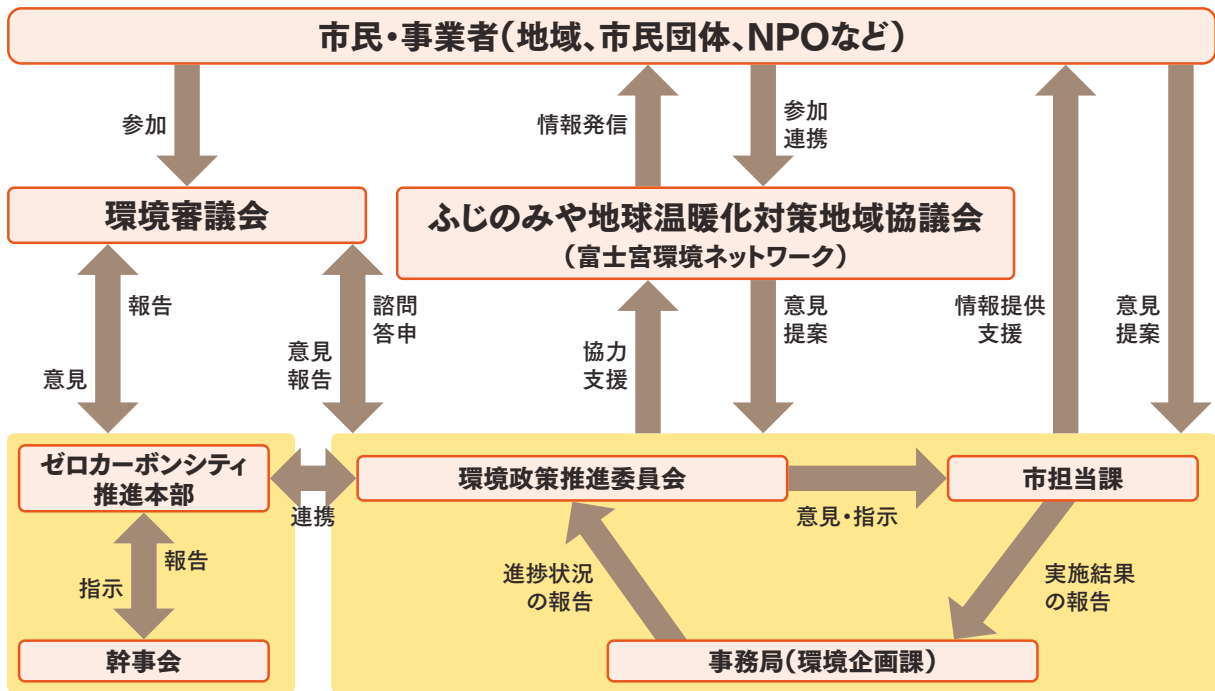 市民・事業者（地域、市民団体、NPOなど）
参加
情報発信
参加
連携
環境審議会
ふじのみや地球温暖化対策地域協議会
（富士宮環境ネットワーク）
報告
意見
諮問
答申
意見
報告
協力
支援
意見
提案
情報提供
支援
意見
提案
ゼロカーボンシティ
推進本部
連携
環境政策推進委員会
意見・指示
市担当課
報告
指示
進捗状況
の報告
実施結果
の報告
幹事会
事務局（環境企画課）